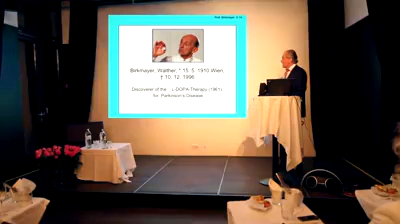 Birkmayer, Walther, * 15. 5. 1910 Wien,
† 10. 12. 1996
Discoverer of the L-DOPA-Therapy (1961)
for Parkinson's Disease